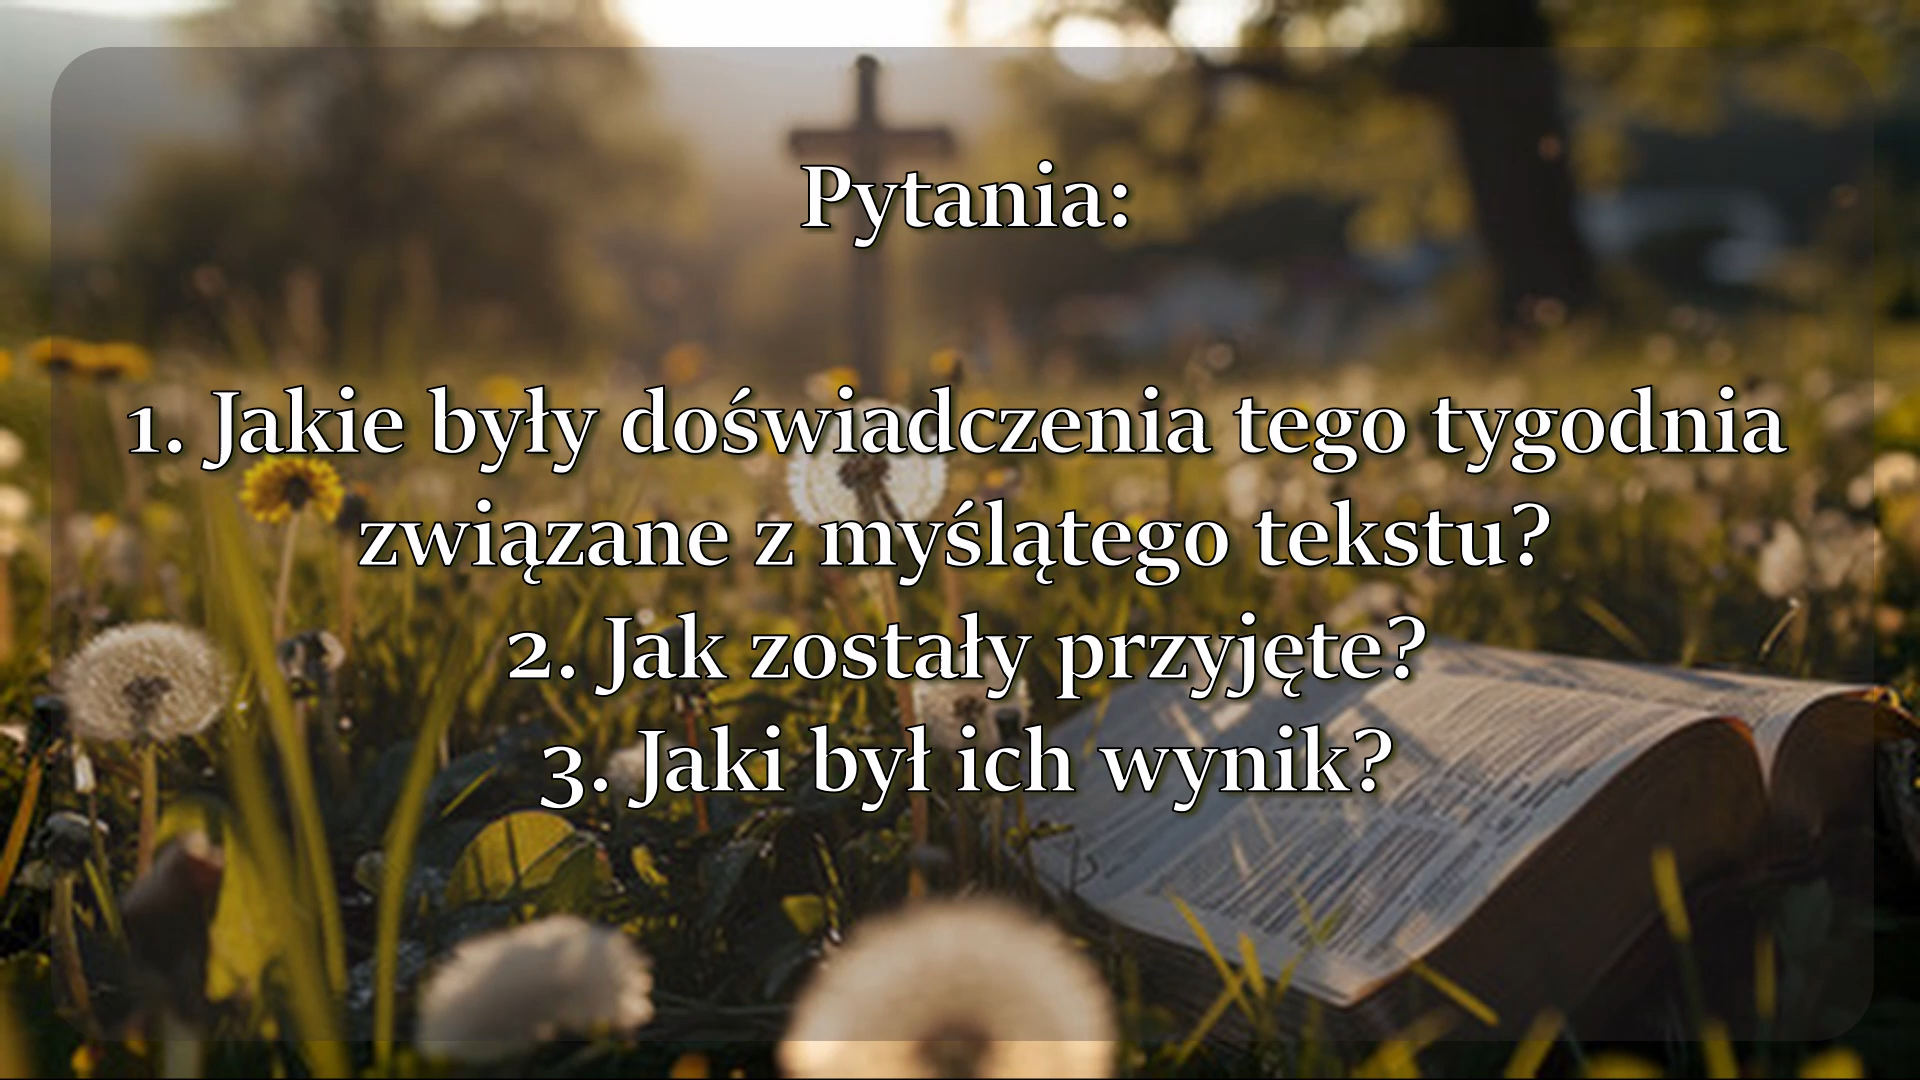 Pytania:
1. Jakie były doświadczenia tego tygodnia
związane z myślątego tekstu?
2. Jak zostały przyjęte?
3. Jaki był ich wynik?